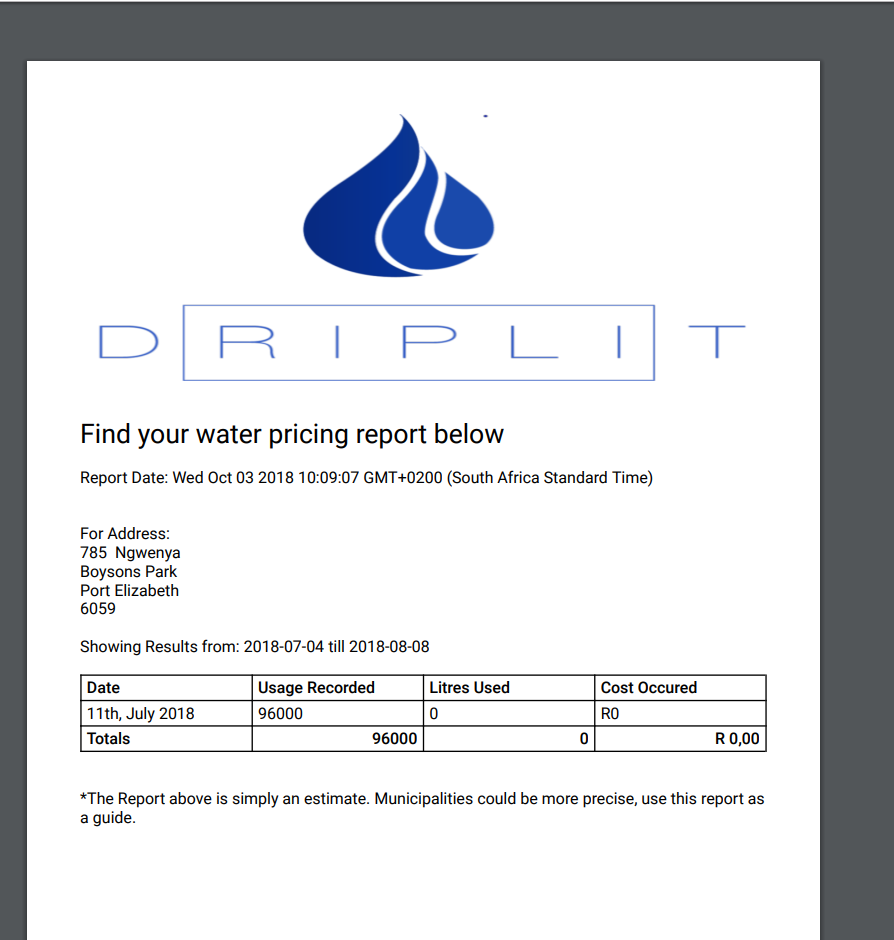 D R I P L I T
Find your water pricing report below
Report Date: Wed Oct 03 2018 10:09:07 GMT+0200 (South Africa Standard Time)
For Address:
785 Ngwenya
Boysons Park
Port Elizabeth
6059
Showing Results from: 2018-07-04 till 2018-08-08
Date Usage Recorded Litres Used Cost Occured
11th, July 2018 96000 0 R0
Totals 96000 0 R 0,00
*The Report above is simply an estimate. Municipalities could be more precise, use this report as
a guide.